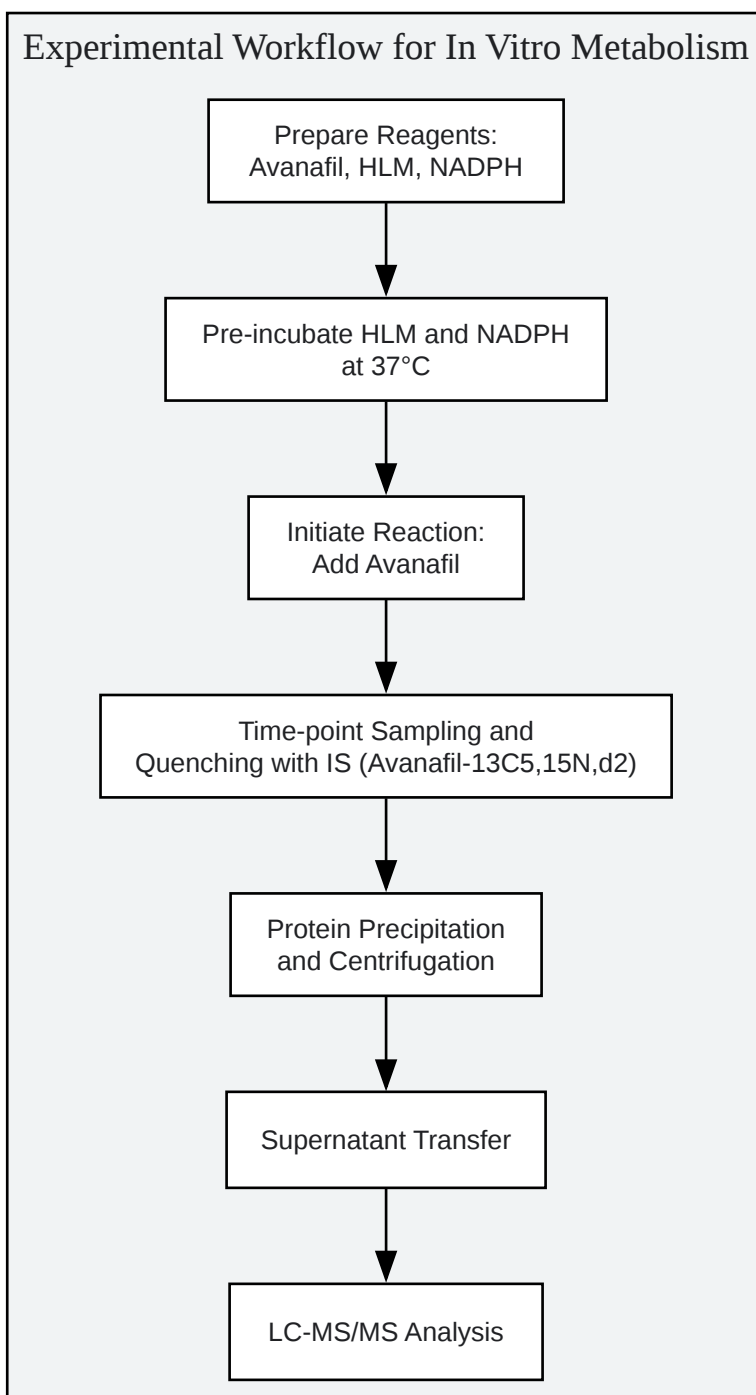 Experimental Workflow for In Vitro Metabolism
Prepare Reagents:
Avanafil, HLM, NADPH
Pre-incubate HLM and NADPH
at 37°C
Initiate Reaction:
Add Avanafil
Time-point Sampling and
Quenching with IS (Avanafil-13C5,15N,d2)
Protein Precipitation
and Centrifugation
Supernatant Transfer
LC-MS/MS Analysis